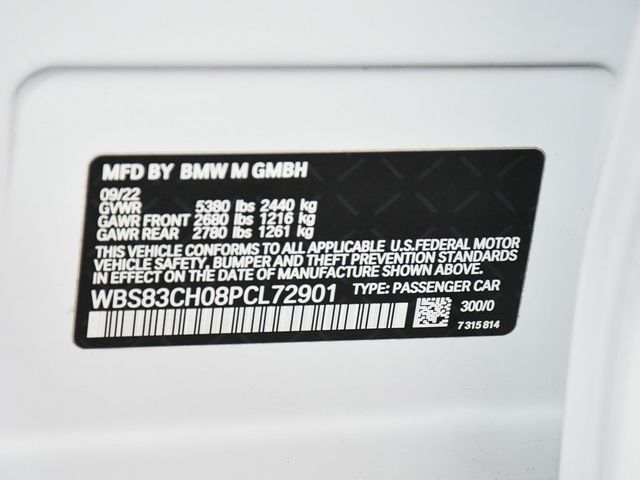 MFD BY BMW M GMBH
09/22
GVWR 5380 lbs 2440 kg
GAWR FRONT 2680 lbs 1216 kg
GAWR REAR 2780 lbs 1261 kg
THIS VEHICLE CONFORMS TO ALL APPLICABLE U.S.FEDERAL MOTOR
VEHICLE SAFETY, BUMPER AND THEFT PREVENTION STANDARDS
IN EFFECT ON THE DATE OF MANUFACTURE SHOWN ABOVE.
WBS83CH08PCL72901 TYPE: PASSENGER CAR
300/0
7 315 814